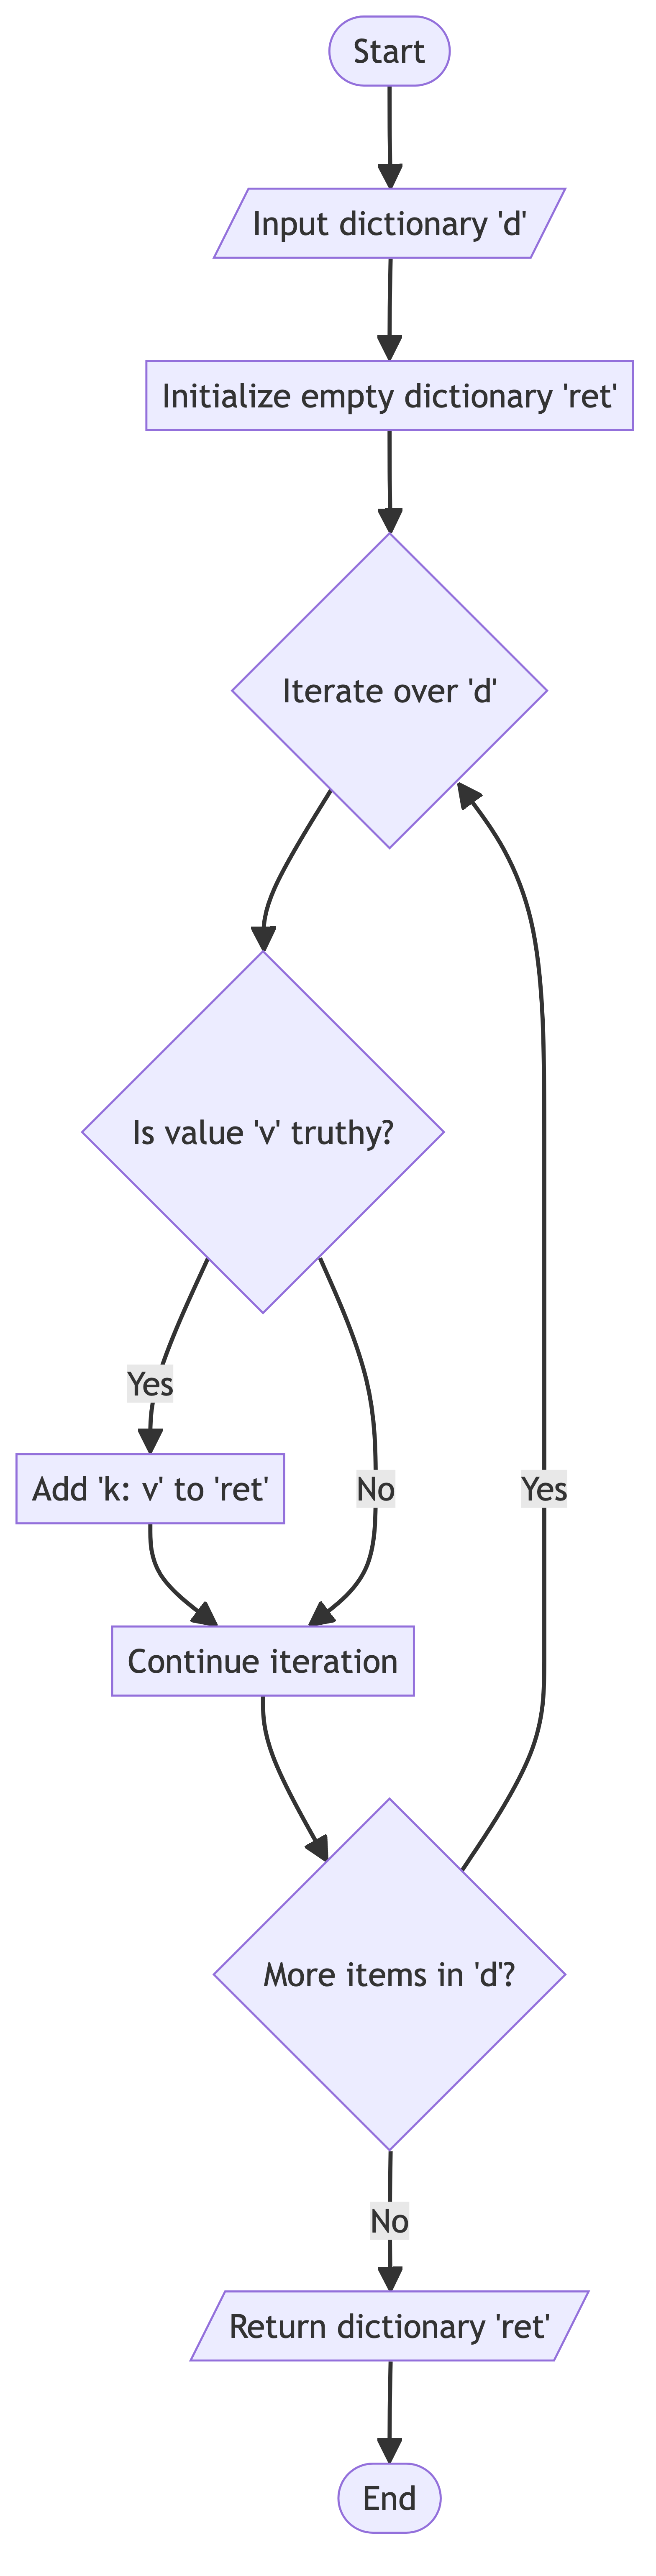 Start
Input dictionary 'd'
Initialize empty dictionary 'ret'
Iterate over 'd'
Is value 'v' truthy?
Yes
Add 'k: v' to 'ret'
No
Yes
Continue iteration
More items in 'd'?
No
Return dictionary 'ret'
End